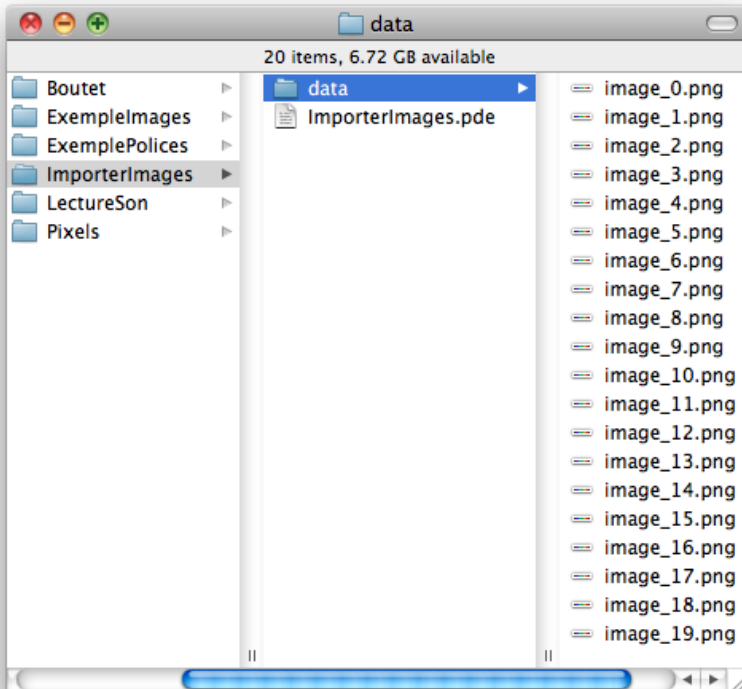 data
20 items, 6.72 GB available
Boutet
ExempleImages
ExemplePolices
ImporterImages
LectureSon
Pixels
data
ImporterImages.pde
image_0.png
image_1.png
image_2.png
image_3.png
image_4.png
image_5.png
image_6.png
image_7.png
image_8.png
image_9.png
image_10.png
image_11.png
image_12.png
image_13.png
image_14.png
image_15.png
image_16.png
image_17.png
image_18.png
image_19.png